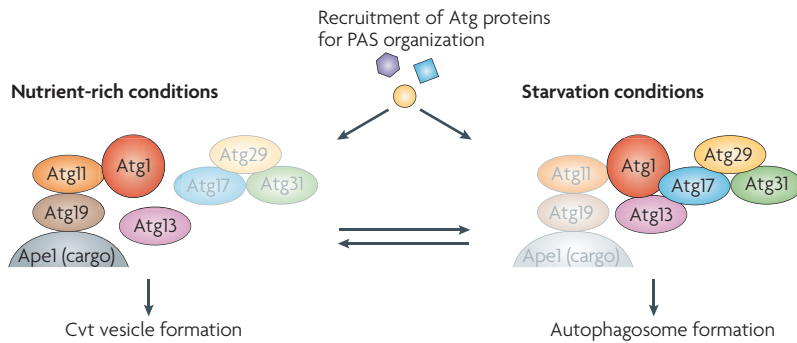 Recruitment of Atg proteins
for PAS organization
Nutrient-rich conditions
Starvation conditions
Atg11
Atg1
Atg29
Atg17
Atg31
Atg19
Atg13
Ape1 (cargo)
Atg11
Atg1
Atg29
Atg17
Atg31
Atg19
Atg13
Ape1 (cargo)
Cvt vesicle formation
Autophagosome formation